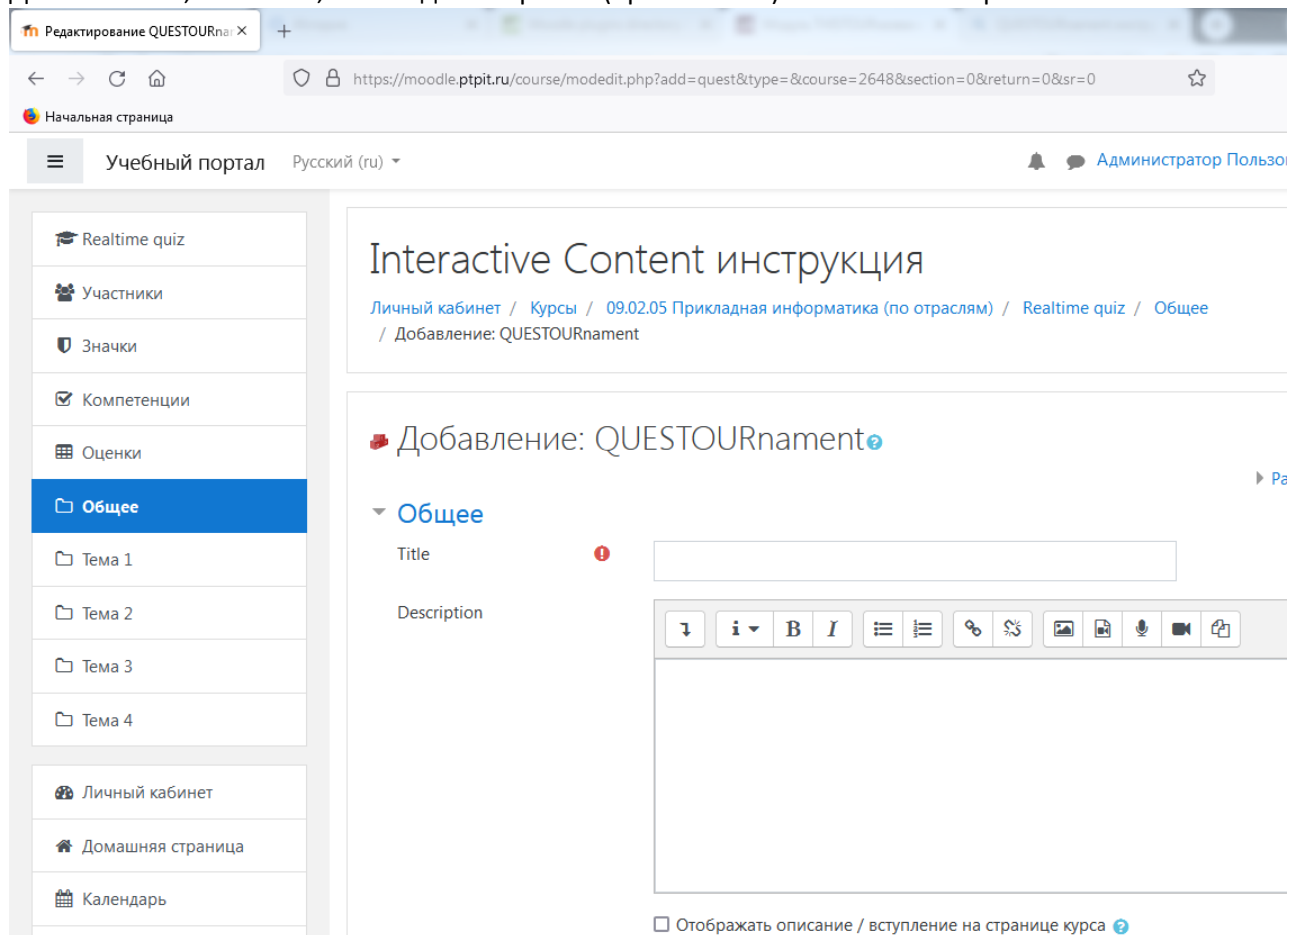 Редактирование QUESTOURnar
https://moodle.ptpit.ru/course/modedit.php?add=quest&type=&course=2648&section=0&return=0&sr=0
Начальная страница
Учебный портал Русский (ru) Администратор Пользо
Realtime quiz
Участники
Значки
Компетенции
Оценки
Общее
Тема 1
Тема 2
Тема 3
Тема 4
Личный кабинет
Домашняя страница
Календарь
Interactive Content инструкция
Личный кабинет / Курсы / 09.02.05 Прикладная информатика (по отраслям) / Realtime quiz / Общее
/ Добавление: QUESTOURnament
Добавление: QUESTOURnament
Ра
Общее
Title
Description
Отображать описание / вступление на странице курса